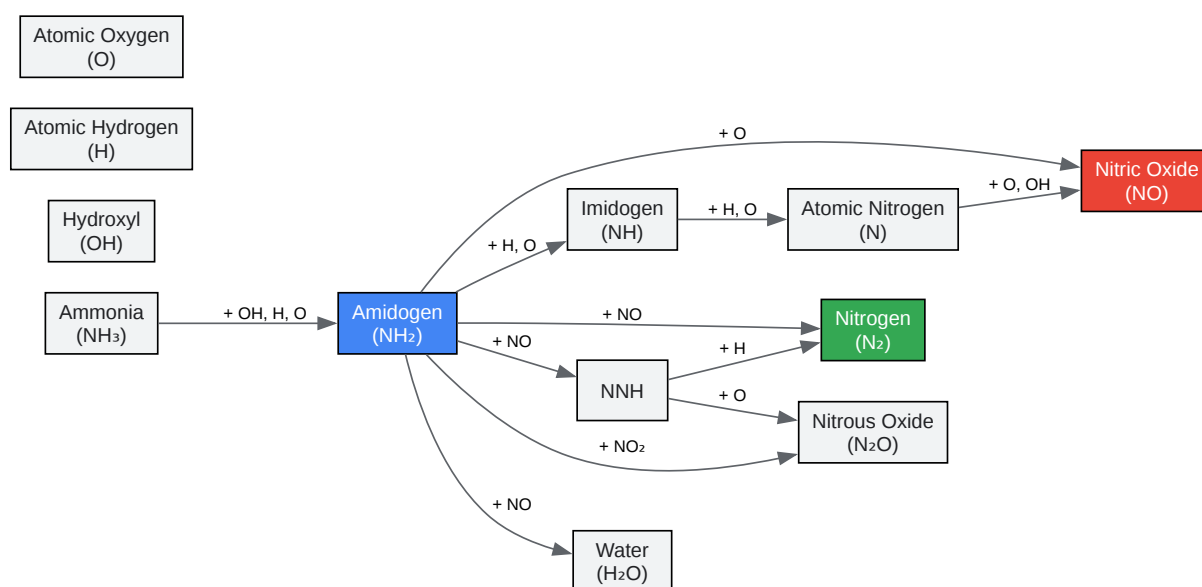 Atomic Oxygen
(O)
Atomic Hydrogen
(H)
Hydroxyl
(OH)
Ammonia
(NH₃)
+ OH, H, O
Amidogen
(NH₂)
+ O
+ H, O
Imidogen
(NH)
+ H, O
Atomic Nitrogen
(N)
+ O, OH
Nitric Oxide
(NO)
+ NO
Nitrogen
(N₂)
+ NO
NNH
+ H
+ O
Nitrous Oxide
(N₂O)
+ NO₂
+ NO
Water
(H₂O)